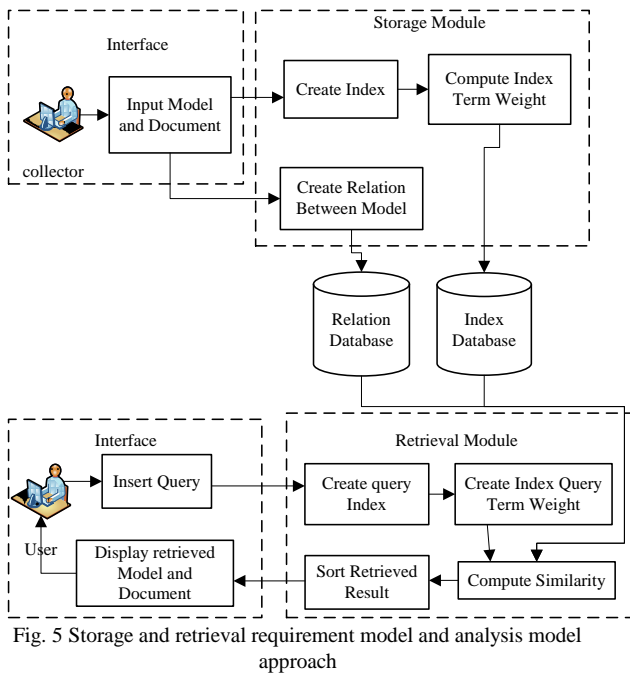 Storage Module
Interface
Input Model
and Document
collector
Create Index
Compute Index
Term Weight
Create Relation
Between Model
Relation
Database
Index
Database
Interface
Insert Query
User
Display retrieved
Model and
Document
Retrieval Module
Create query
Index
Create Index Query
Term Weight
Sort Retrieved
Result
Compute Similarity
Fig. 5 Storage and retrieval requirement model and analysis model
approach